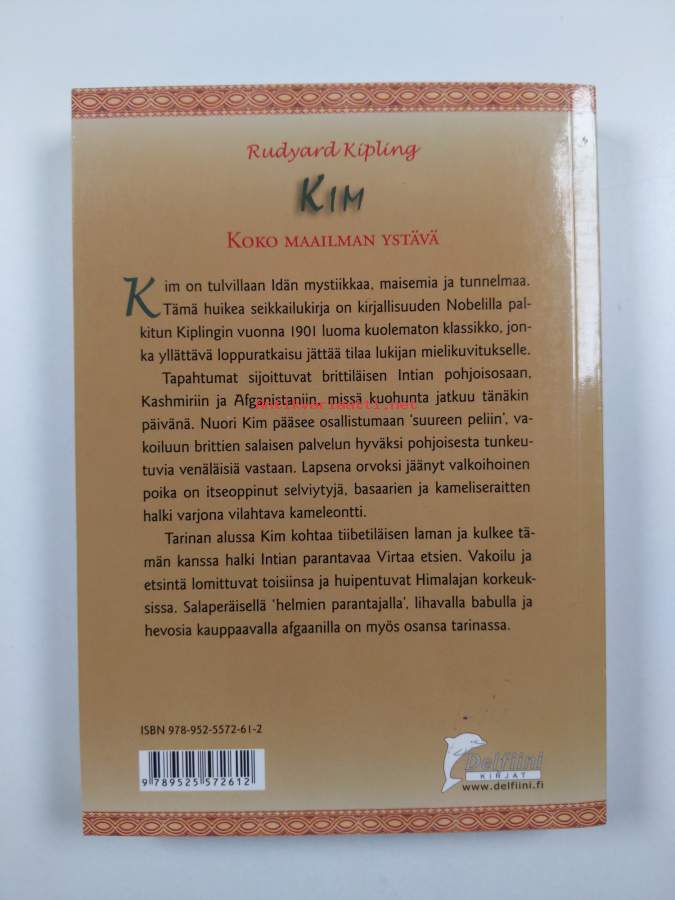 Rudyard Kipling
Kim
Koko maailman ystävä
Kim on tulvillaan Idän mystiikkaa, maisemia ja tunnelmaa.
Tämä huikea seikkailukirja on kirjallisuuden Nobelilla pal-
kitun Kiplingin vuonna 1901 luoma kuolematon klassikko, jon-
ka yllättävä loppuratkaisu jättää tilaa lukijan mielikuvitukselle.
Tapahtumat sijoittuvat brittiläisen Intian pohjoisosaan,
Kashmiriin ja Afganistaniin, missä kuohunta jatkuu tänäkin
Antikvariaatti.net
päivänä. Nuori Kim pääsee osallistumaan ‘suureen peliin’, va-
koiluun brittien salaisen palvelun hyväksi pohjoisesta tunkeu-
tuvia venäläisiä vastaan. Lapsena orvoksi jäänyt valkoihoinen
poika on itseoppinut selviytyjä, basaarien ja kameliseraitten
halki varjona vilahtava kameleontti.
Tarinan alussa Kim kohtaa tiibetiläisen laman ja kulkee tä-
män kanssa halki Intian parantavaa Virtaa etsien. Vakoilu ja
etsintä lomittuvat toisiinsa ja huipentuvat Himalajan korkeuk-
sissa. Salaperäisellä ‘helmien parantajalla’, lihavalla babulla ja
hevosia kauppaavalla afgaanilla on myös osansa tarinassa.
ISBN 978-952-5572-61-2
9 789525 572612
Delfiini
KIRJAT
www.delfiini.fi